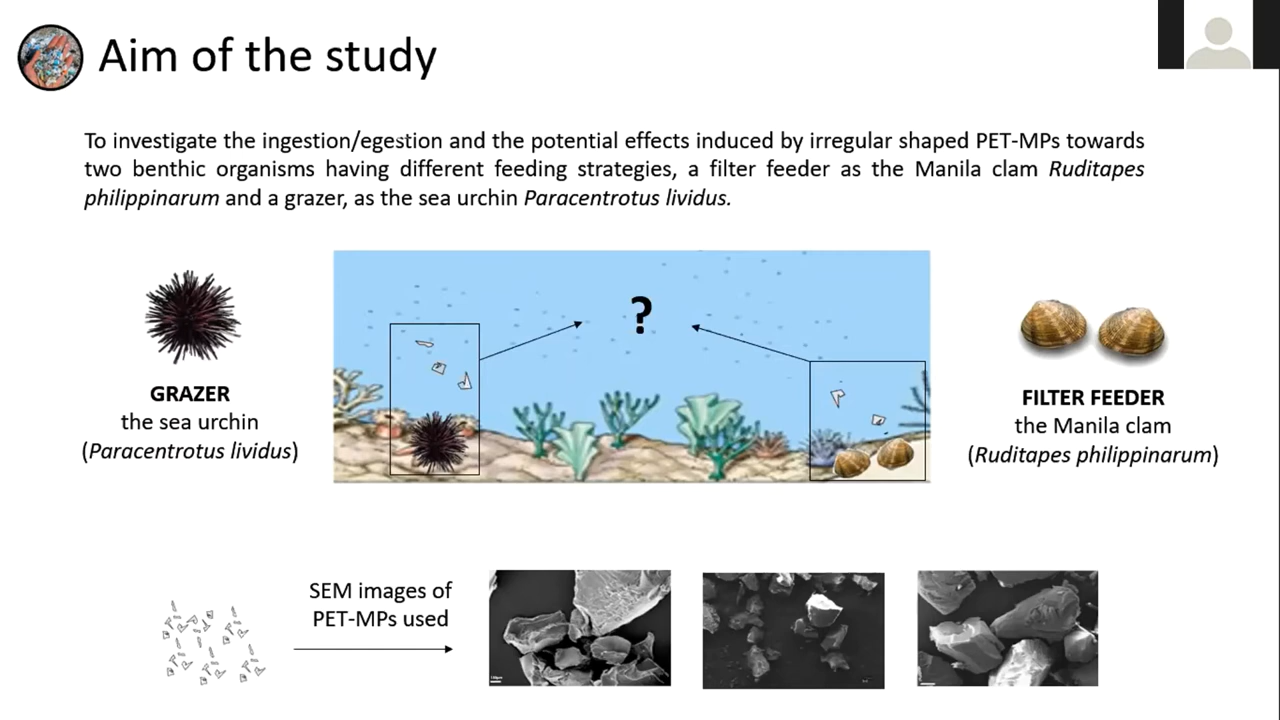 Aim of the study
To investigate the ingestion/egestion and the potential effects induced by irregular shaped PET-MPs towards
two benthic organisms having different feeding strategies, a filter feeder as the Manila clam Ruditapes
philippinarum and a grazer, as the sea urchin Paracentrotus lividus.
?
GRAZER
the sea urchin
(Paracentrotus lividus)
FILTER FEEDER
the Manila clam
(Ruditapes philippinarum)
SEM images of
PET-MPs used